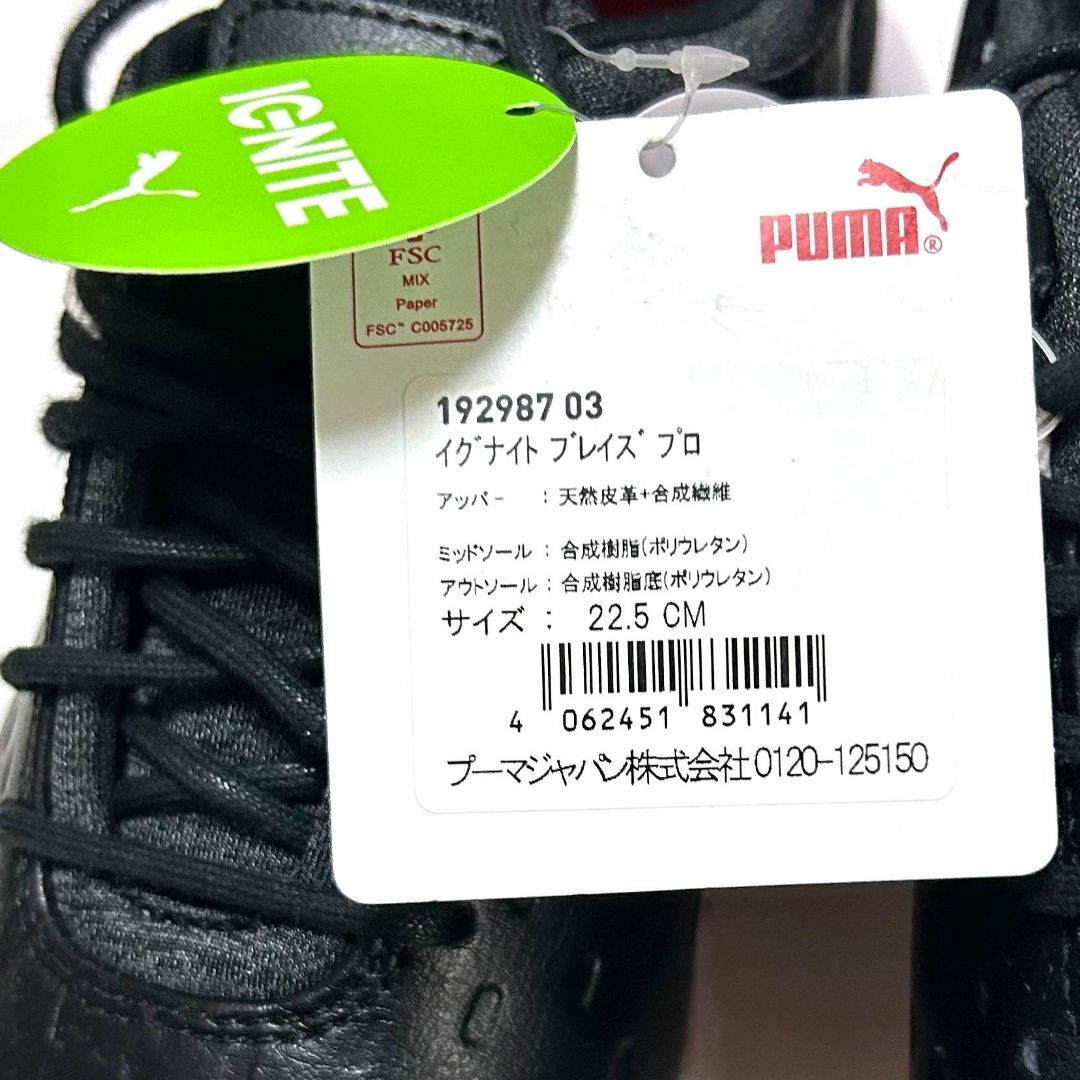 IGNITE
PUMA®
FSC
MIX
Paper
FSC™ C005725
192987 03
イグナイト ブレイズ プロ
アッパー : 天然皮革+合成繊維
ミッドソール : 合成樹脂(ポリウレタン)
アウトソール : 合成樹脂底(ポリウレタン)
サイズ : 22.5 CM
4 062451 831141
プーマジャパン株式会社0120-125150